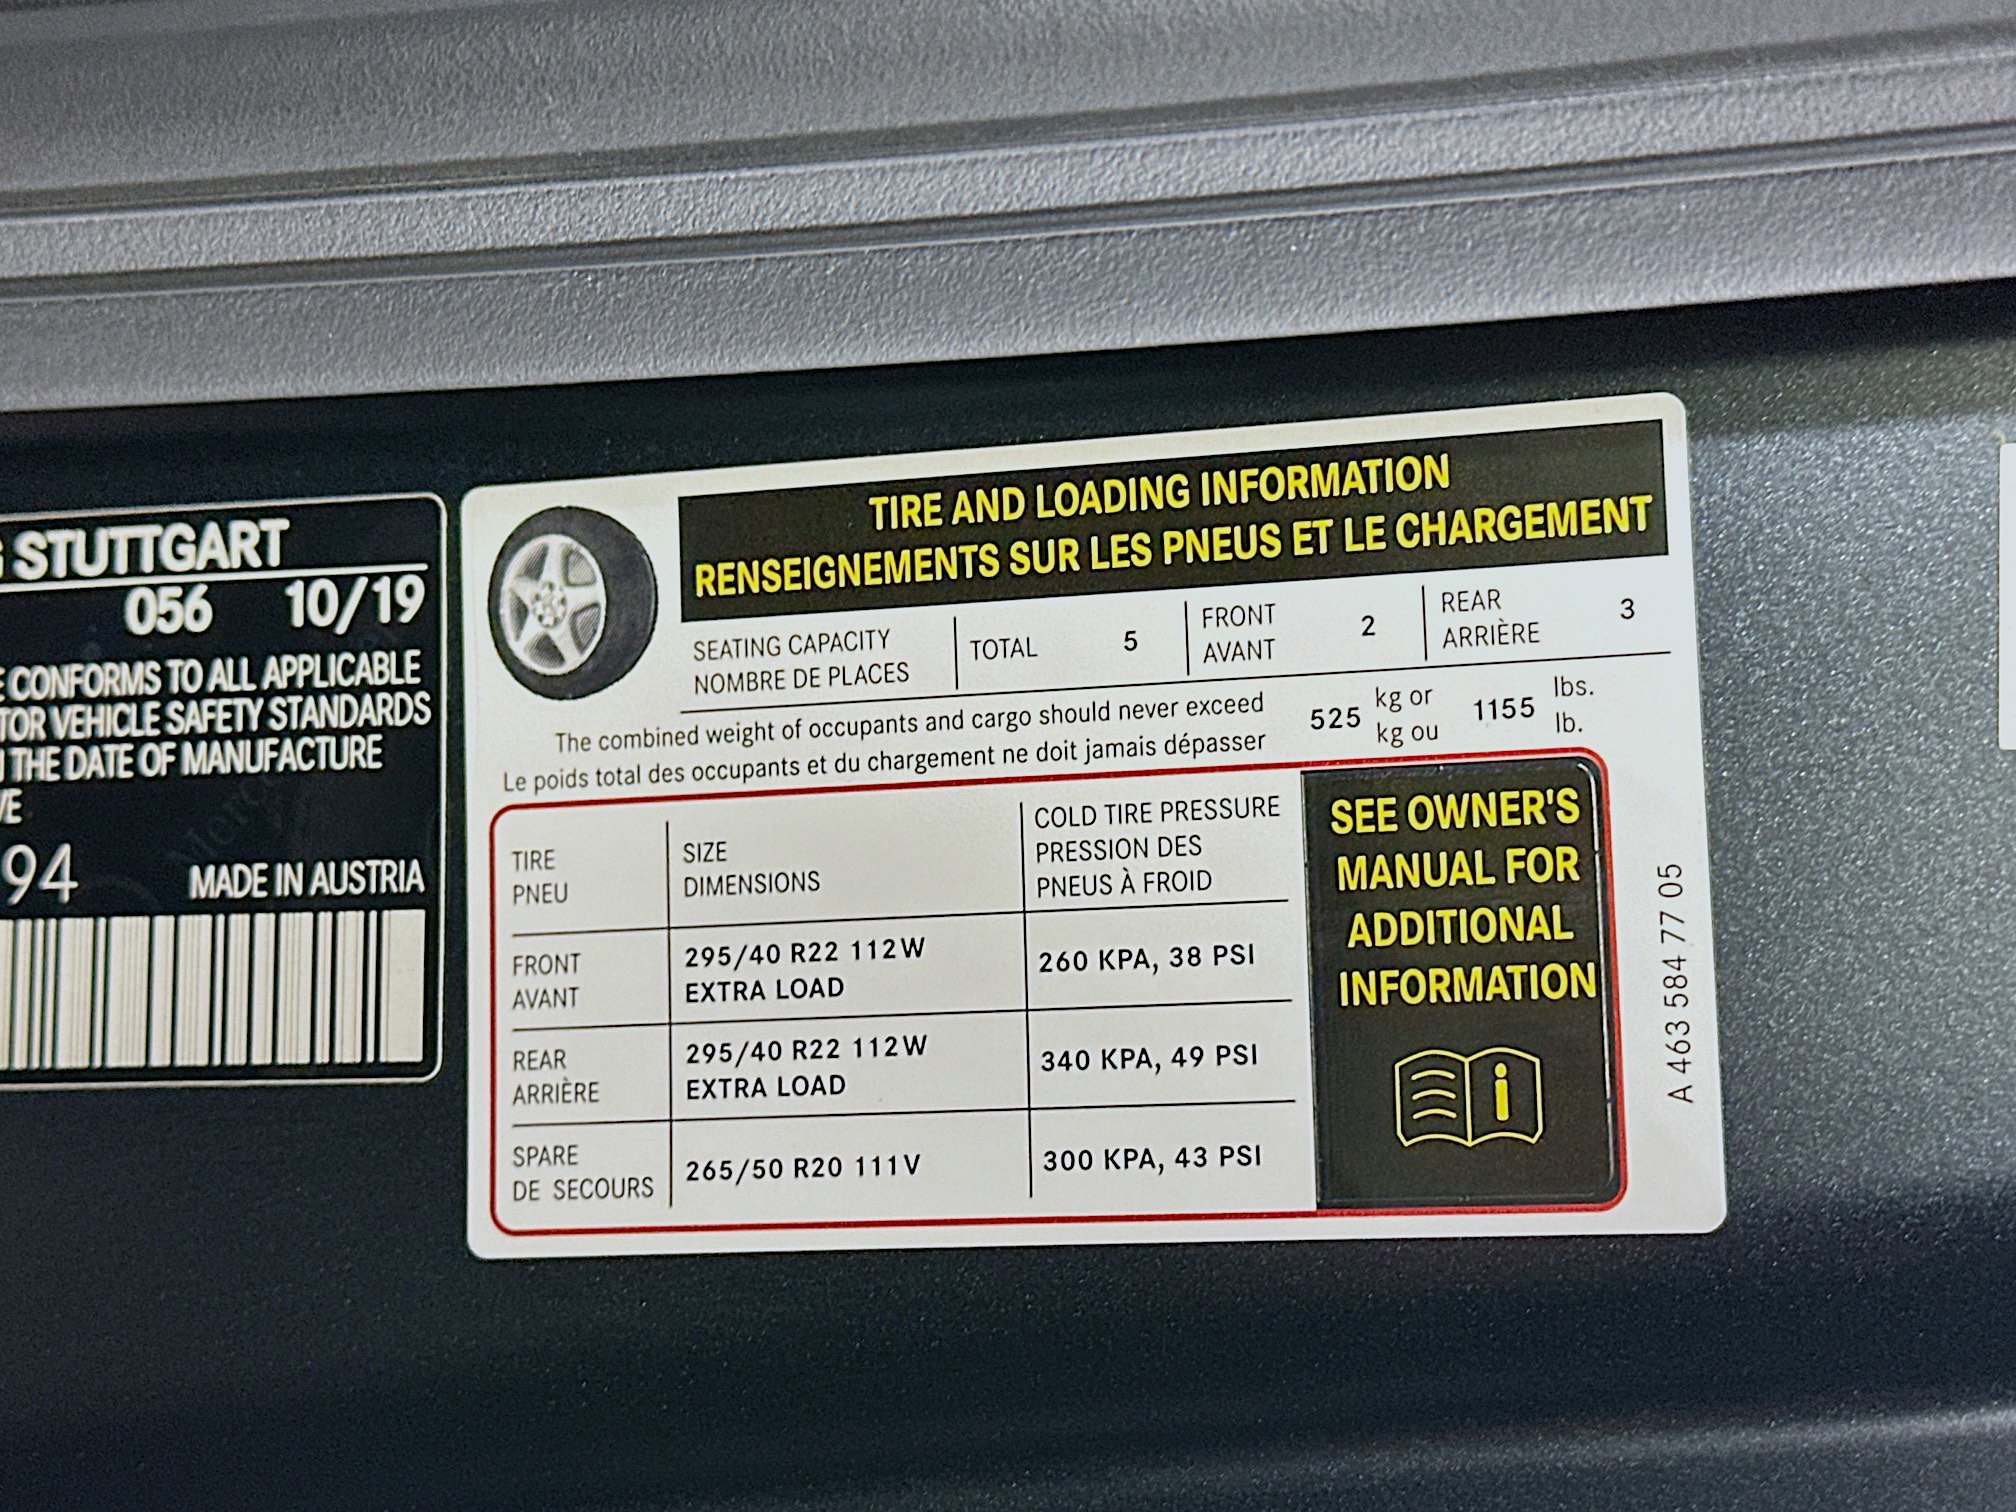 STUTTGART
056 10/19
CONFORMS TO ALL APPLICABLE
VEHICLE SAFETY STANDARDS
THE DATE OF MANUFACTURE
94
MADE IN AUSTRIA
TIRE AND LOADING INFORMATION
RENSEIGNEMENTS SUR LES PNEUS ET LE CHARGEMENT
SEATING CAPACITY
NOMBRE DE PLACES
TOTAL 5
FRONT
AVANT
2
REAR
ARRIÈRE
3
The combined weight of occupants and cargo should never exceed
Le poids total des occupants et du chargement ne doit jamais dépasser
525 kg or
kg ou
1155 lbs.
lb.
TIRE
PNEU
SIZE
DIMENSIONS
COLD TIRE PRESSURE
PRESSION DES
PNEUS À FROID
FRONT
AVANT
295/40 R22 112W
EXTRA LOAD
260 KPA, 38 PSI
REAR
ARRIÈRE
295/40 R22 112W
EXTRA LOAD
340 KPA, 49 PSI
SPARE
DE SECOURS
265/50 R20 111V
300 KPA, 43 PSI
SEE OWNER'S
MANUAL FOR
ADDITIONAL
INFORMATION
A 463 584 77 05